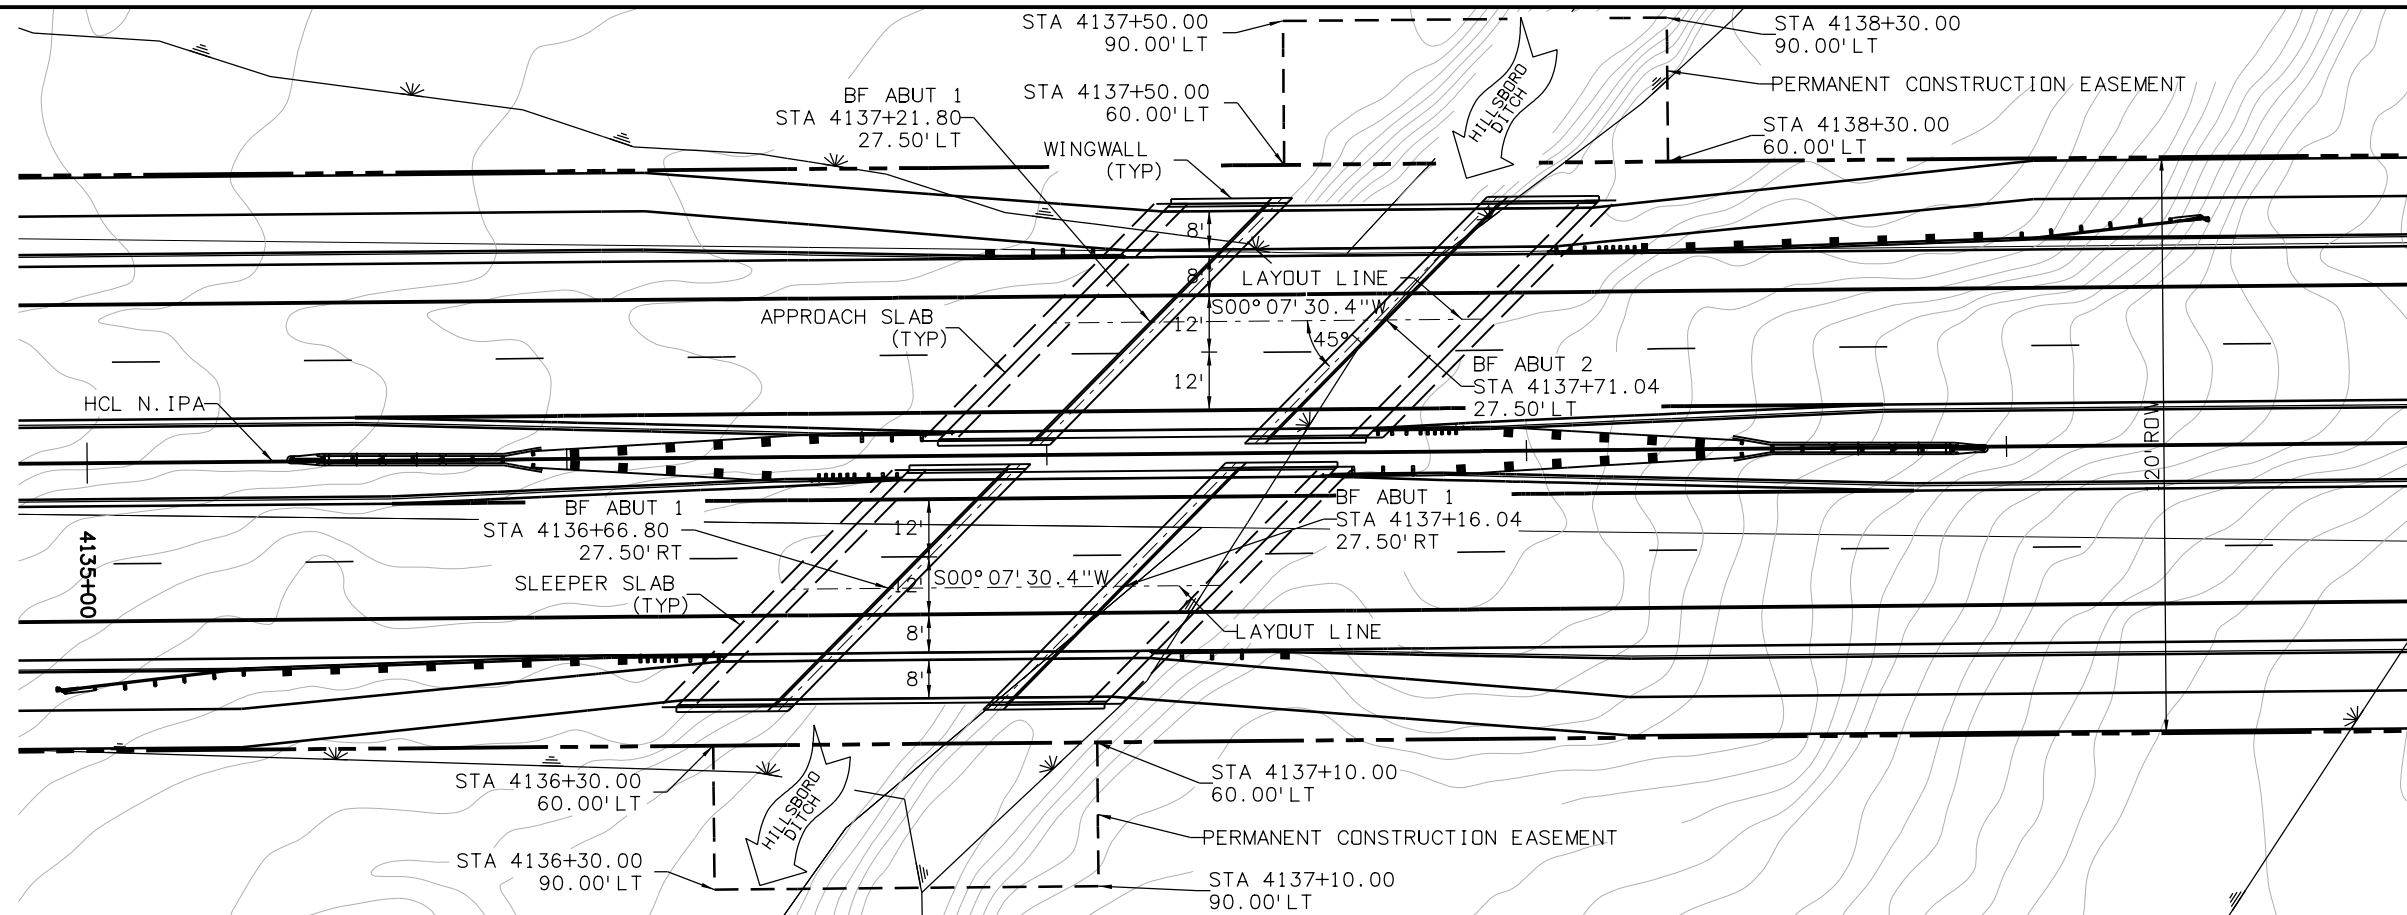 STA 4137+50.00
90.00'LT
STA 4138+30.00
90.00'LT
PERMANENT CONSTRUCTION EASEMENT
BF ABUT 1
STA 4137+21.80
27.50'LT
STA 4137+50.00
60.00'LT
HILLSBORO
DITCH
STA 4138+30.00
60.00'LT
WINGWALL
(TYP)
8'
8'
LAYOUT LINE
S00°07'30.4"W
APPROACH SLAB
(TYP)
12'
45°
12'
BF ABUT 2
STA 4137+71.04
27.50'LT
HCL N.IPA
20'ROW
4135+00
BF ABUT 1
STA 4136+66.80
27.50'RT
12'
BF ABUT 1
STA 4137+16.04
27.50'RT
SLEEPER SLAB
(TYP)
12'
S00°07'30.4"W
8'
LAYOUT LINE
8'
STA 4136+30.00
60.00'LT
HILLSBORO
DITCH
STA 4137+10.00
60.00'LT
PERMANENT CONSTRUCTION EASEMENT
STA 4136+30.00
90.00'LT
STA 4137+10.00
90.00'LT